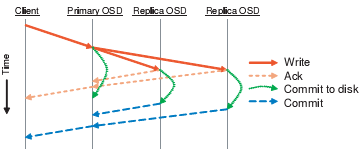 Client Primary OSD Replica OSD Replica OSD
Time
Write
Ack
Commit to disk
Commit